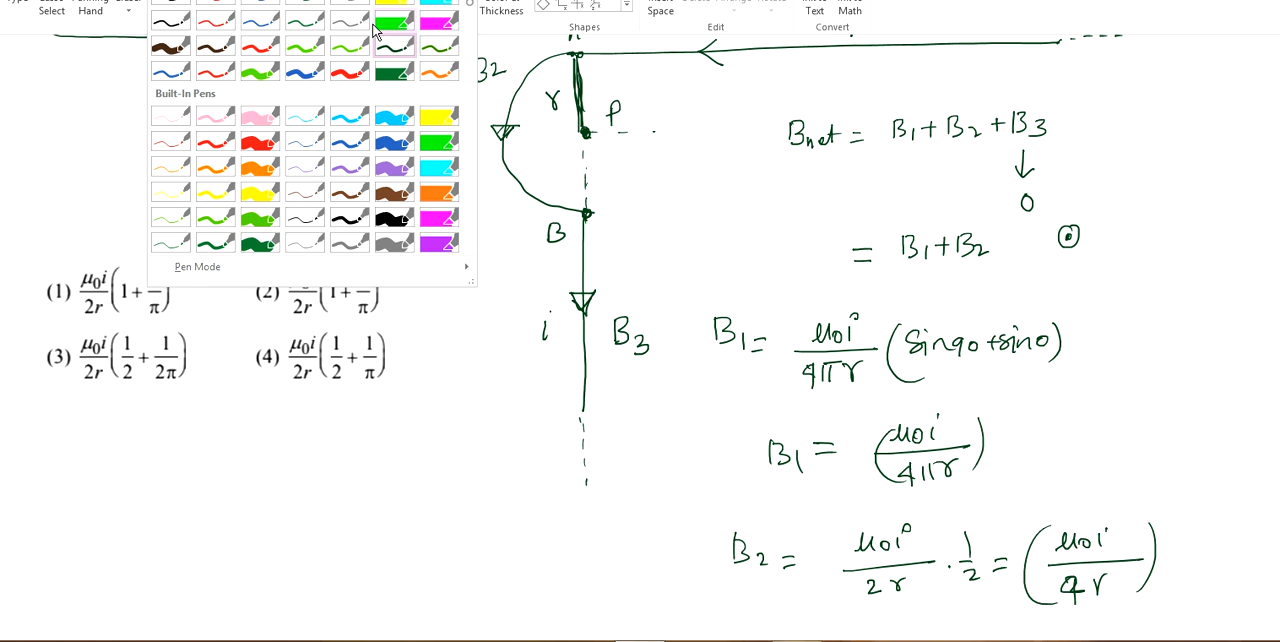 Select
Hand
Thickness
Shapes
Space
Edit
Text
Math
Convert
Built-In Pens
Pen Mode
B2
r
P
B
i
B3
Bnet = B1 + B2 + B3
↓
0
= B1 + B2
B1 = μ0i/4πr (sin90 + sin0)
B1 = (μ0i/4πr)
B2 = μ0i/2r · 1/2 = (μ0i/4r)
(1) μ0i/2r (1 + /π)
(2) /2r (1 + /π)
(3) μ0i/2r (1/2 + 1/2π)
(4) μ0i/2r (1/2 + 1/π)